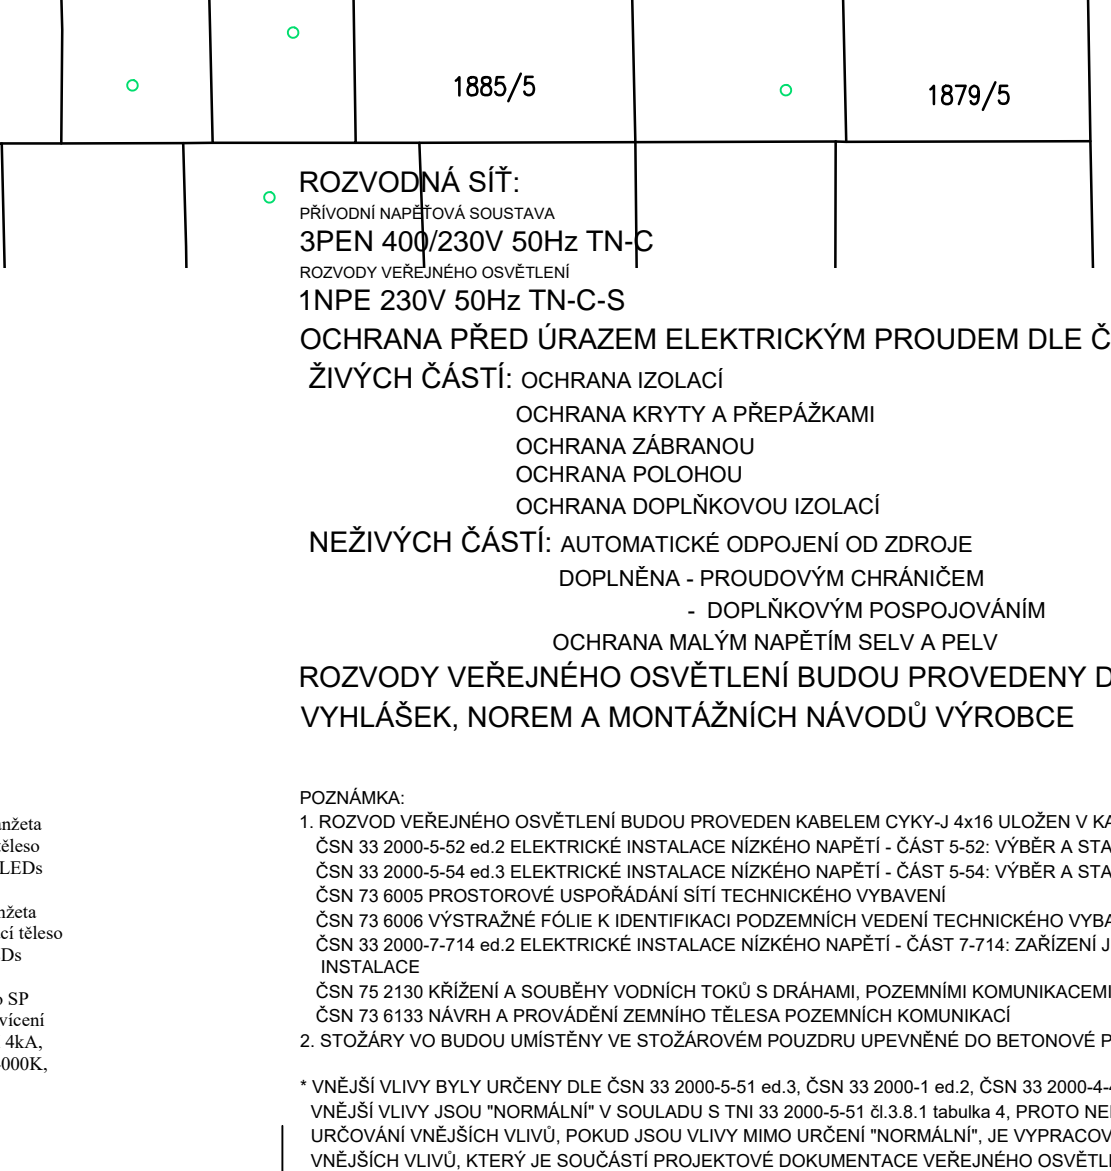 1885/5
1879/5
ROZVODNÁ SÍŤ:
PŘÍVODNÍ NAPĚŤOVÁ SOUSTAVA
3PEN 400/230V 50Hz TN-C
ROZVODY VEŘEJNÉHO OSVĚTLENÍ
1NPE 230V 50Hz TN-C-S
OCHRANA PŘED ÚRAZEM ELEKTRICKÝM PROUDEM DLE Č
ŽIVÝCH ČÁSTÍ: OCHRANA IZOLACÍ
OCHRANA KRYTY A PŘEPÁŽKAMI
OCHRANA ZÁBRANOU
OCHRANA POLOHOU
OCHRANA DOPLŇKOVOU IZOLACÍ
NEŽIVÝCH ČÁSTÍ: AUTOMATICKÉ ODPOJENÍ OD ZDROJE
DOPLNĚNA - PROUDOVÝM CHRÁNIČEM
- DOPLŇKOVÝM POSPOJOVÁNÍM
OCHRANA MALÝM NAPĚTÍM SELV A PELV
ROZVODY VEŘEJNÉHO OSVĚTLENÍ BUDOU PROVEDENY D
VYHLÁŠEK, NOREM A MONTÁŽNÍCH NÁVODŮ VÝROBCE
nžeta
ěleso
LEDs
nžeta
cí těleso
Ds
o SP
vícení
4kA,
000K,
POZNÁMKA:
1. ROZVOD VEŘEJNÉHO OSVĚTLENÍ BUDOU PROVEDEN KABELEM CYKY-J 4x16 ULOŽEN V KA
ČSN 33 2000-5-52 ed.2 ELEKTRICKÉ INSTALACE NÍZKÉHO NAPĚTÍ - ČÁST 5-52: VÝBĚR A STA
ČSN 33 2000-5-54 ed.3 ELEKTRICKÉ INSTALACE NÍZKÉHO NAPĚTÍ - ČÁST 5-54: VÝBĚR A STA
ČSN 73 6005 PROSTOROVÉ USPOŘÁDÁNÍ SÍTÍ TECHNICKÉHO VYBAVENÍ
ČSN 73 6006 VÝSTRAŽNÉ FÓLIE K IDENTIFIKACI PODZEMNÍCH VEDENÍ TECHNICKÉHO VYBA
ČSN 33 2000-7-714 ed.2 ELEKTRICKÉ INSTALACE NÍZKÉHO NAPĚTÍ - ČÁST 7-714: ZAŘÍZENÍ J
INSTALACE
ČSN 75 2130 KŘÍŽENÍ A SOUBĚHY VODNÍCH TOKŮ S DRÁHAMI, POZEMNÍMI KOMUNIKACEMI
ČSN 73 6133 NÁVRH A PROVÁDĚNÍ ZEMNÍHO TĚLESA POZEMNÍCH KOMUNIKACÍ
2. STOŽÁRY VO BUDOU UMÍSTĚNY VE STOŽÁROVÉM POUZDRU UPEVNĚNÉ DO BETONOVÉ P
* VNĚJŠÍ VLIVY BYLY URČENY DLE ČSN 33 2000-5-51 ed.3, ČSN 33 2000-1 ed.2, ČSN 33 2000-4-4
VNĚJŠÍ VLIVY JSOU "NORMÁLNÍ" V SOULADU S TNI 33 2000-5-51 čl.3.8.1 tabulka 4, PROTO NE
URČOVÁNÍ VNĚJŠÍCH VLIVŮ, POKUD JSOU VLIVY MIMO URČENÍ "NORMÁLNÍ", JE VYPRACOV
VNĚJŠÍCH VLIVŮ, KTERÝ JE SOUČÁSTÍ PROJEKTOVÉ DOKUMENTACE VEŘEJNÉHO OSVĚTL